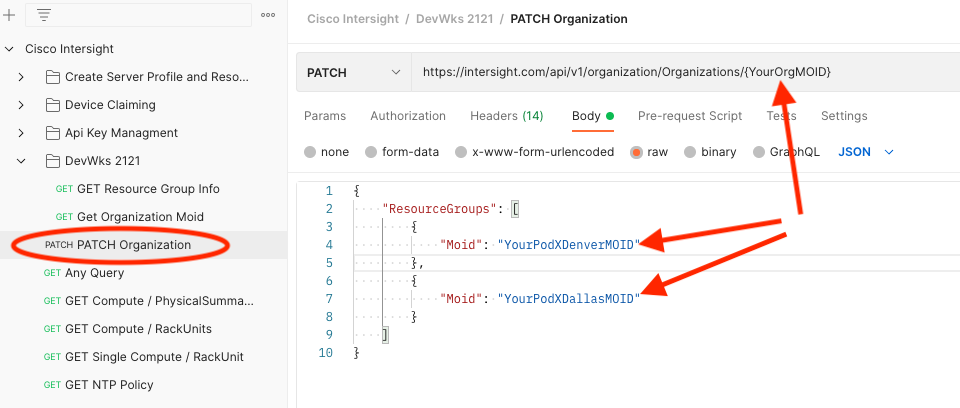 Cisco Intersight
Create Server Profile and Reso...
Device Claiming
Api Key Managment
DevWks 2121
GET GET Resource Group Info
GET Get Organization Moid
PATCH PATCH Organization
GET Any Query
GET GET Compute / PhysicalSumma...
GET GET Compute / RackUnits
GET GET Single Compute / RackUnit
GET GET NTP Policy
Cisco Intersight / DevWks 2121 / PATCH Organization
PATCH https://intersight.com/api/v1/organization/Organizations/{YourOrgMOID}
Params Authorization Headers (14) Body Pre-request Script Tests Settings
none form-data x-www-form-urlencoded raw binary GraphQL JSON
1 {
2 "ResourceGroups": [
3 {
4 "Moid": "YourPodXDenverMOID"
5 },
6 {
7 "Moid": "YourPodXDallasMOID"
8 }
9 ]
10 }